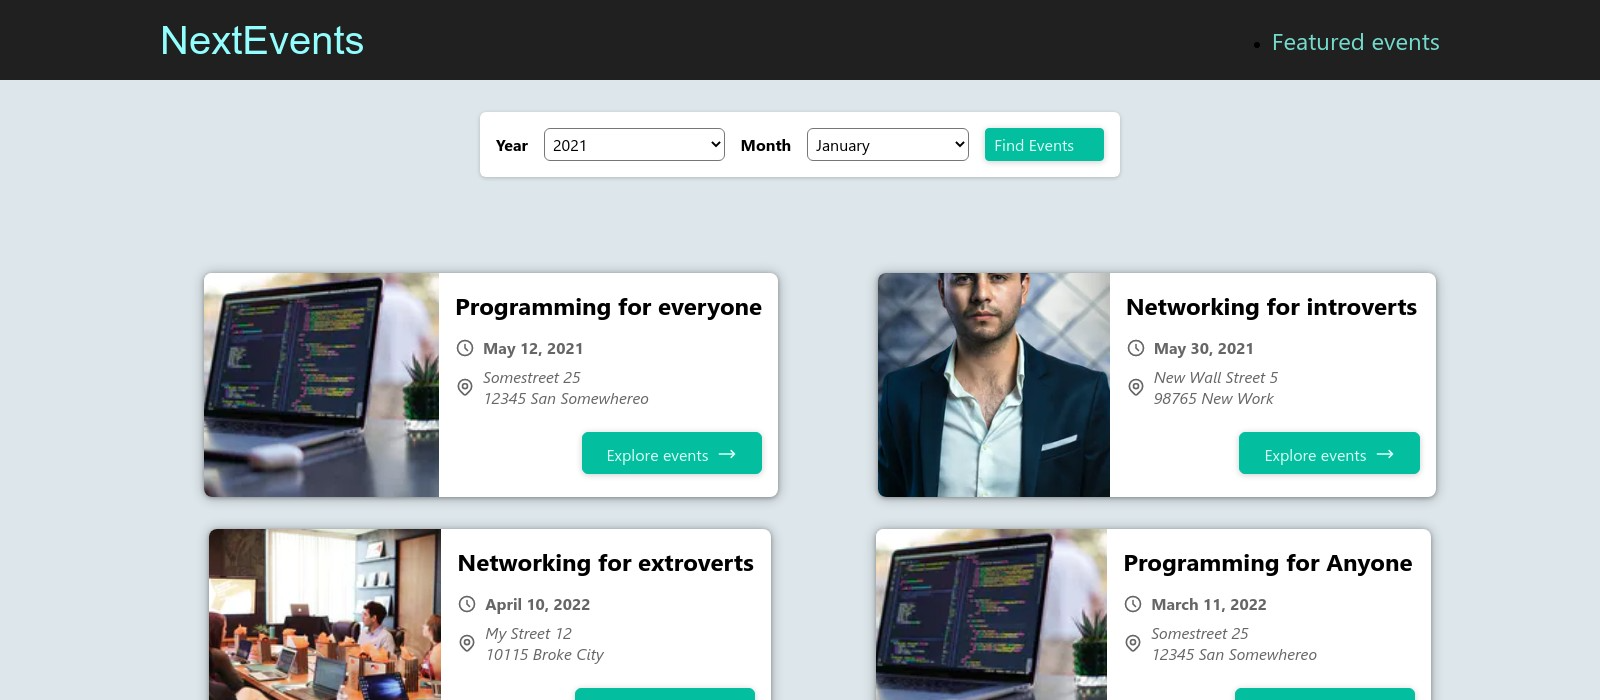 NextEvents
Featured events
Year 2021 Month January Find Events
Programming for everyone
May 12, 2021
Somestreet 25
12345 San Somewhereo
Explore events →
Networking for introverts
May 30, 2021
New Wall Street 5
98765 New Work
Explore events →
Networking for extroverts
April 10, 2022
My Street 12
10115 Broke City
Programming for Anyone
March 11, 2022
Somestreet 25
12345 San Somewhereo